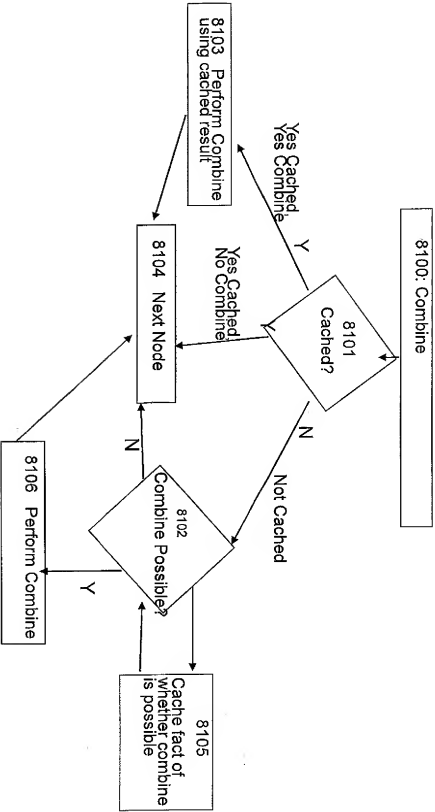 8100: Combine
8101
Cached?
Y
Yes Cached,
Yes Combine
8103 Perform Combine
using cached result
Y
Yes Cached,
No Combine
N
Not Cached
8104 Next Node
8102
Combine Possible?
N
Y
8105
Cache fact of
whether combine
is possible
8106 Perform Combine